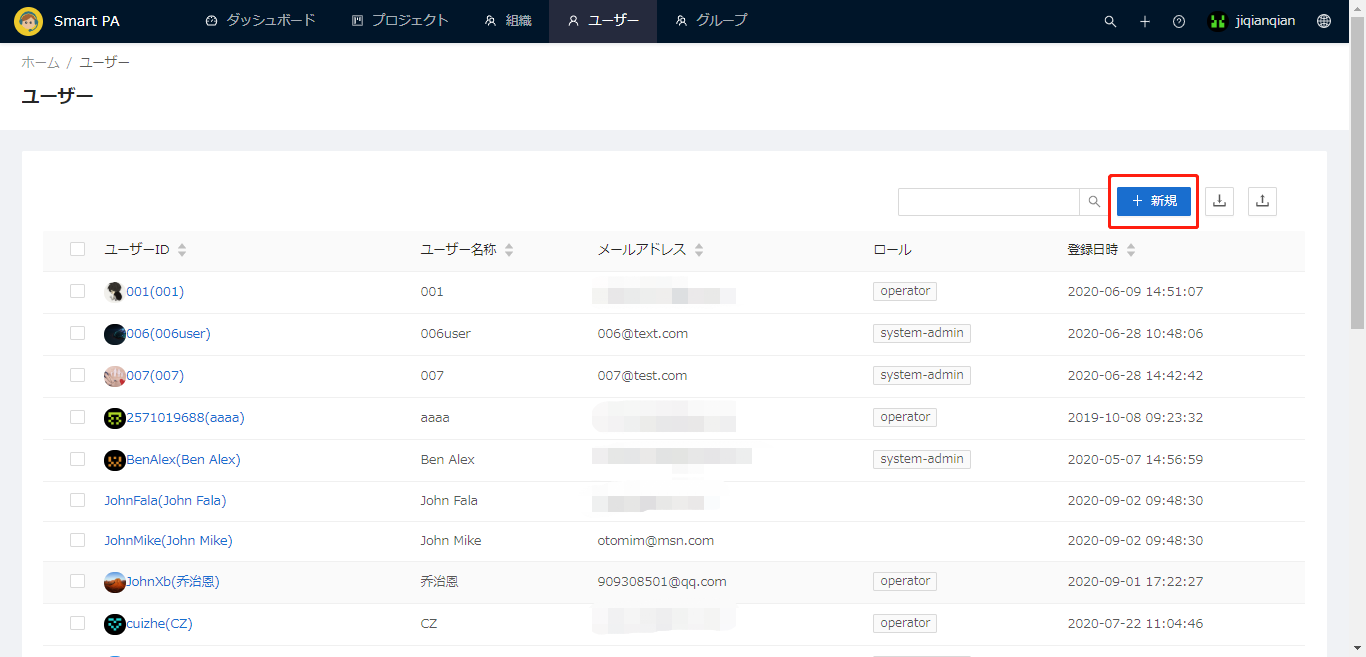 Smart PA ダッシュボード プロジェクト 組織 ユーザー グループ jiqianqian
ホーム / ユーザー
ユーザー
新規
ユーザーID ユーザー名称 メールアドレス ロール 登録日時
001(001) 001 operator 2020-06-09 14:51:07
006(006user) 006user 006@text.com system-admin 2020-06-28 10:48:06
007(007) 007 007@test.com system-admin 2020-06-28 14:42:42
2571019688(aaaa) aaaa operator 2019-10-08 09:23:32
BenAlex(Ben Alex) Ben Alex system-admin 2020-05-07 14:56:59
JohnFala(John Fala) John Fala 2020-09-02 09:48:30
JohnMike(John Mike) John Mike otomim@msn.com 2020-09-02 09:48:30
JohnXb(乔治恩) 乔治恩 909308501@qq.com operator 2020-09-01 17:22:27
cuizhe(CZ) CZ operator 2020-07-22 11:04:46